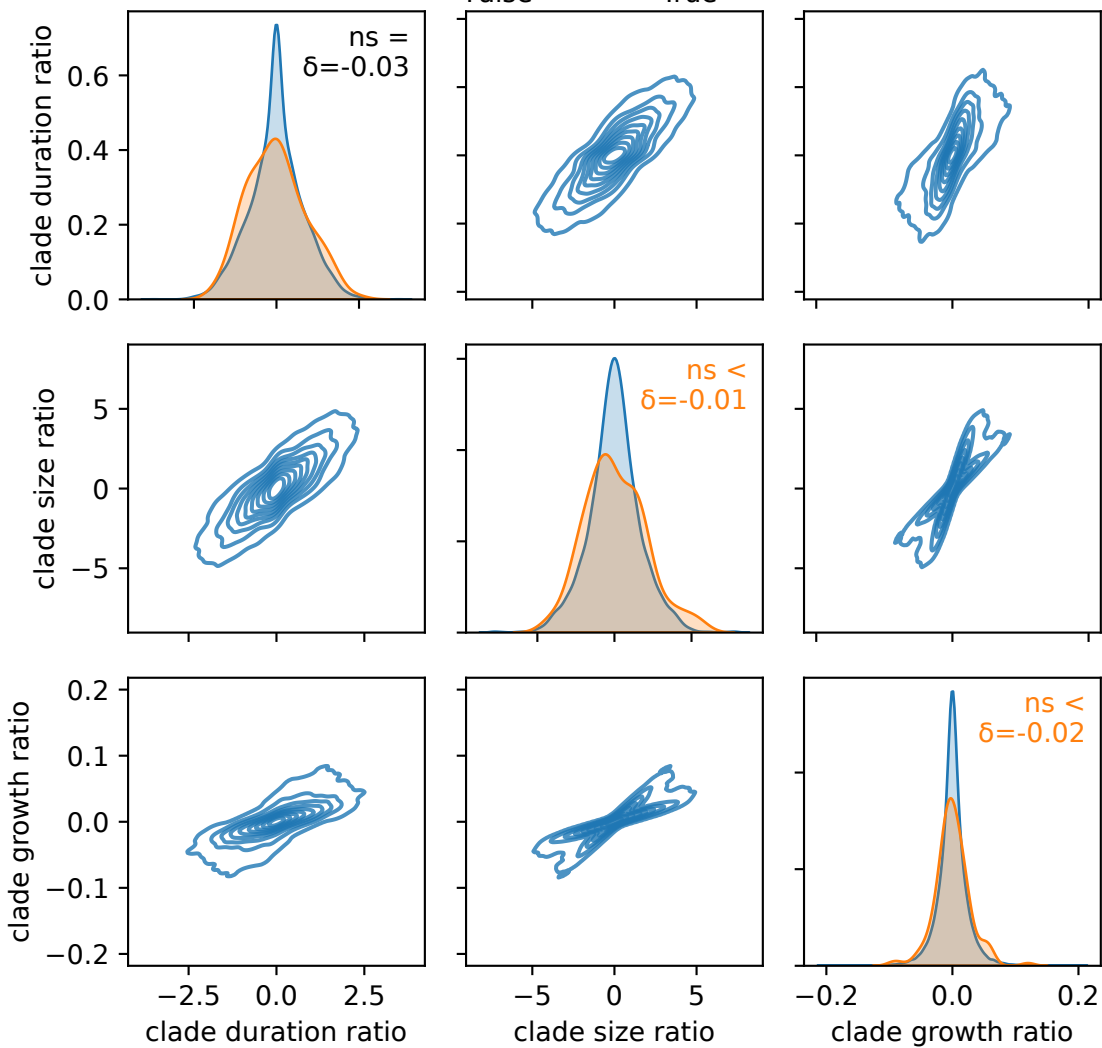 ns =
δ=-0.03
clade duration ratio
0.6
0.4
0.2
0.0
ns <
δ=-0.01
clade size ratio
5
0
−5
ns <
δ=-0.02
clade growth ratio
0.2
0.1
0.0
−0.1
−0.2
−2.5 0.0 2.5
−5 0 5
−0.2 0.0 0.2
clade duration ratio
clade size ratio
clade growth ratio